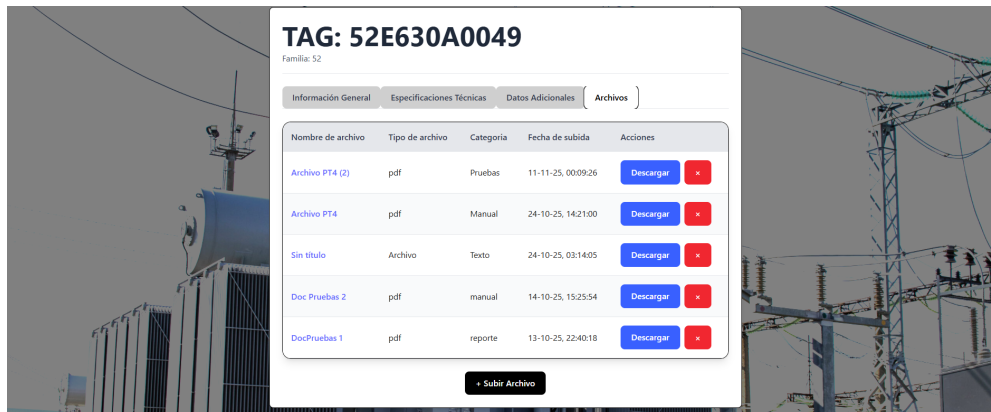 TAG: 52E630A0049
Familia: 52
Información General Especificaciones Técnicas Datos Adicionales Archivos
Nombre de archivo Tipo de archivo Categoria Fecha de subida Acciones
Archivo PT4 (2) pdf Pruebas 11-11-25, 00:09:26 Descargar ×
Archivo PT4 pdf Manual 24-10-25, 14:21:00 Descargar ×
Sin título Archivo Texto 24-10-25, 03:14:05 Descargar ×
Doc Pruebas 2 pdf manual 14-10-25, 15:25:54 Descargar ×
DocPruebas 1 pdf reporte 13-10-25, 22:40:18 Descargar ×
+ Subir Archivo